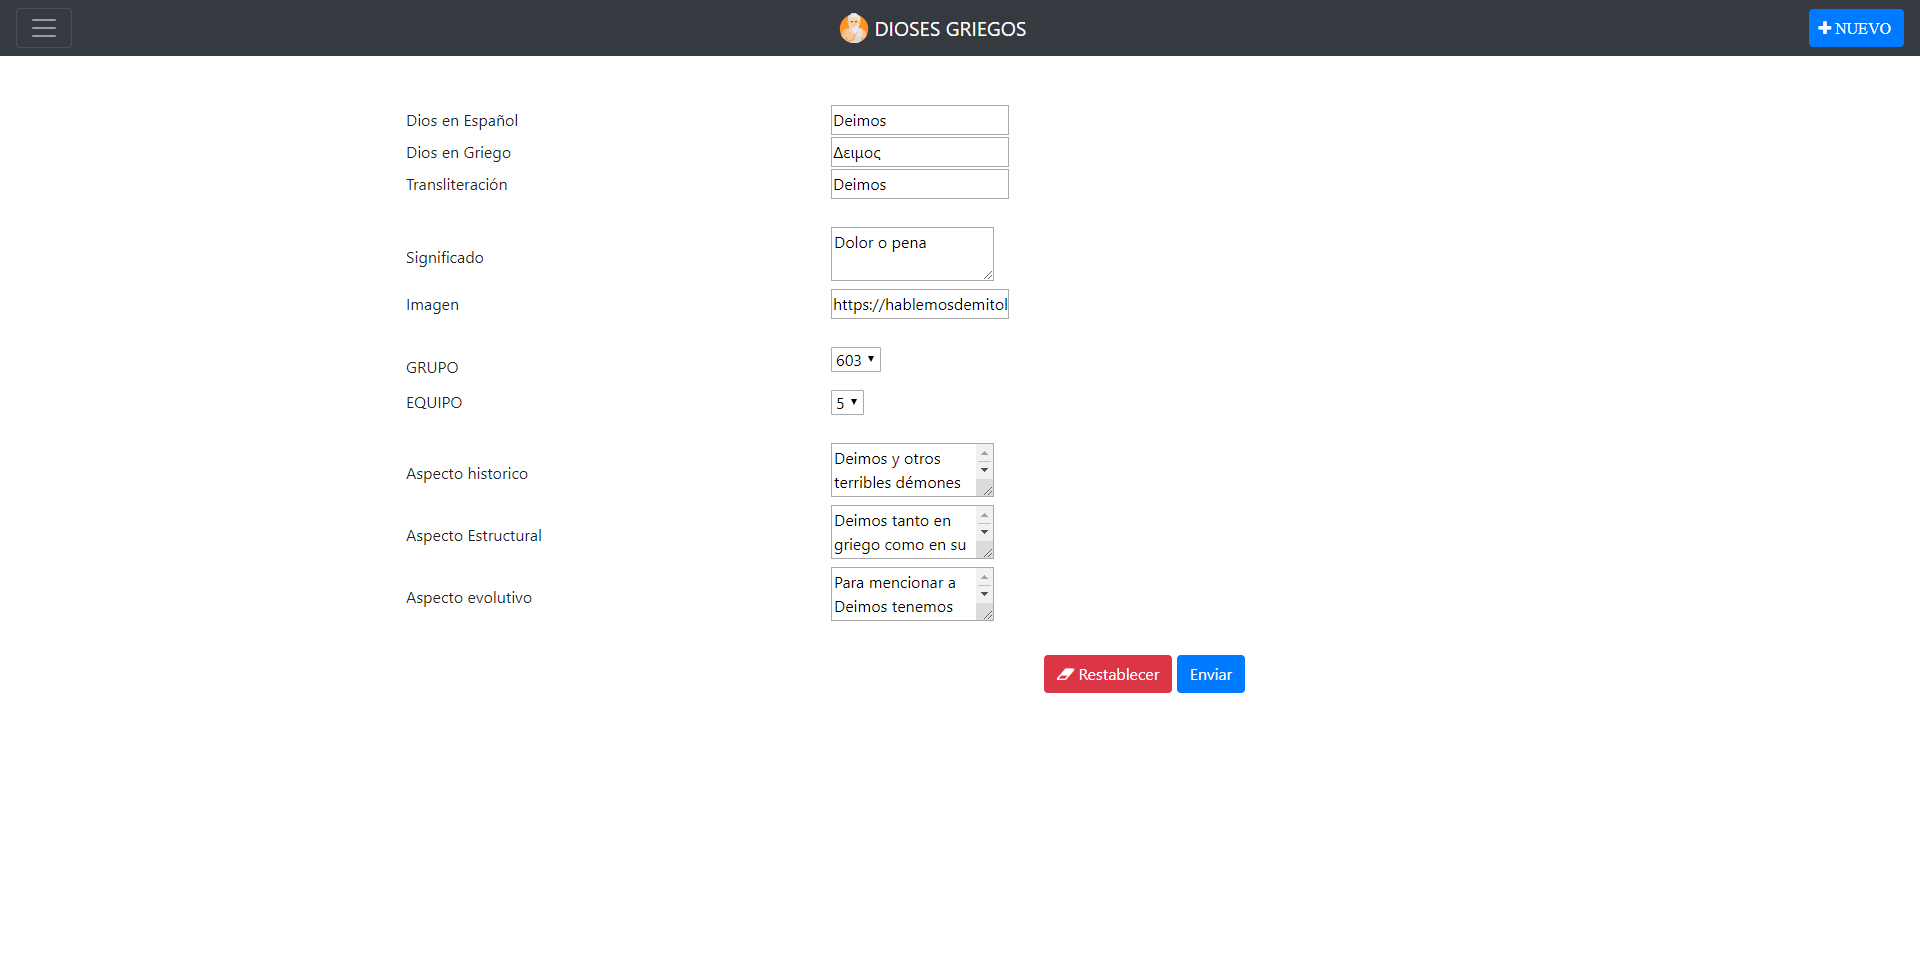 DIOSES GRIEGOS
NUEVO
Dios en Español
Deimos
Dios en Griego
Δειμος
Transliteración
Deimos
Significado
Dolor o pena
Imagen
https://hablemosdemitol
GRUPO
603
EQUIPO
5
Aspecto historico
Deimos y otros
terribles démones
Aspecto Estructural
Deimos tanto en
griego como en su
Aspecto evolutivo
Para mencionar a
Deimos tenemos
Restablecer
Enviar